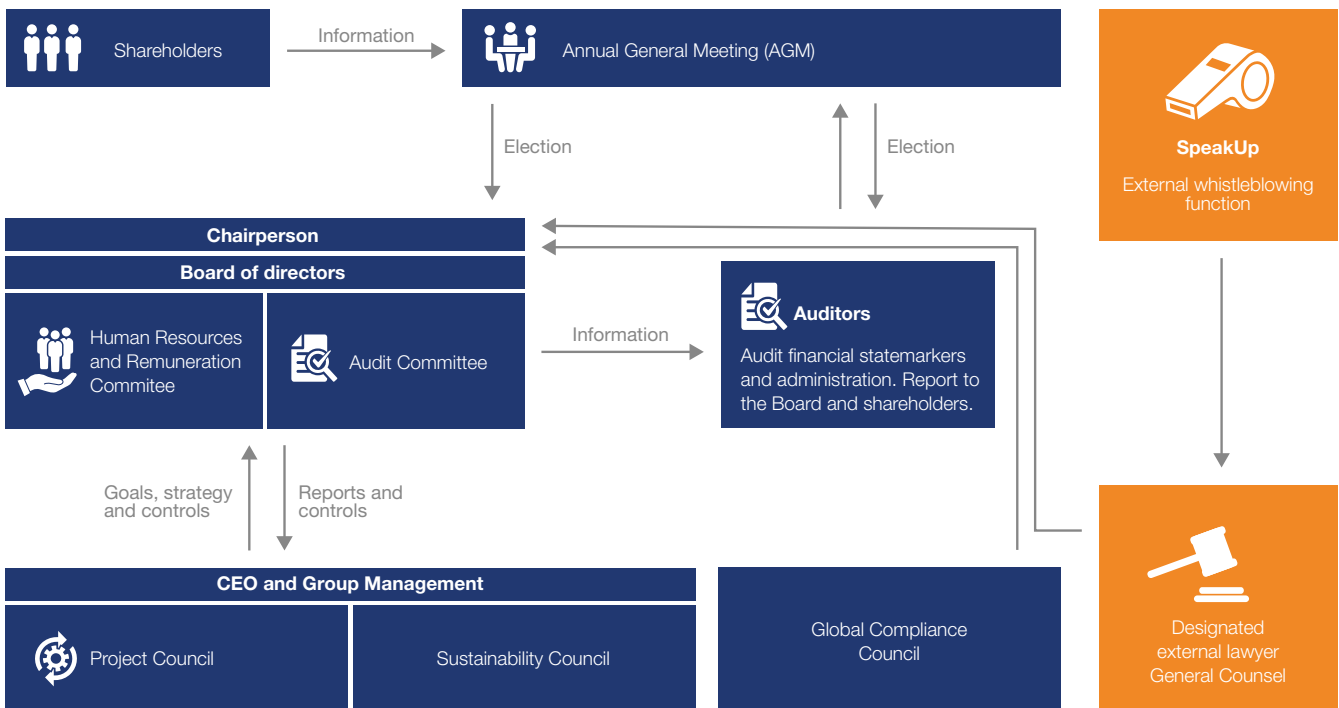 Shareholders
Information
Annual General Meeting (AGM)
SpeakUp
External whistleblowing
function
Election
Election
Chairperson
Board of directors
Human Resources
and Remuneration
Commitee
Audit Committee
Information
Auditors
Audit financial statemarkers
and administration. Report to
the Board and shareholders.
Goals, strategy
and controls
Reports and
controls
CEO and Group Management
Project Council
Sustainability Council
Global Compliance
Council
Designated
external lawyer
General Counsel